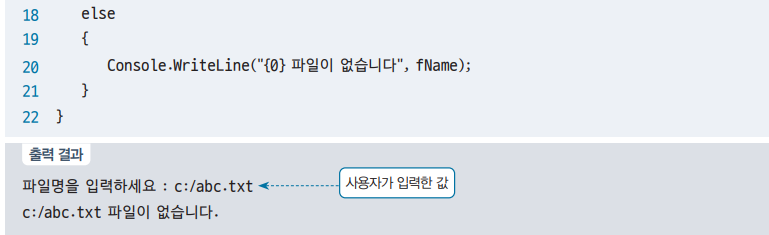 18 else
19 {
20 Console.WriteLine("{0} 파일이 없습니다", fName);
21 }
22 }
출력 결과
파일명을 입력하세요 : c:/abc.txt 사용자가 입력한 값
c:/abc.txt 파일이 없습니다.